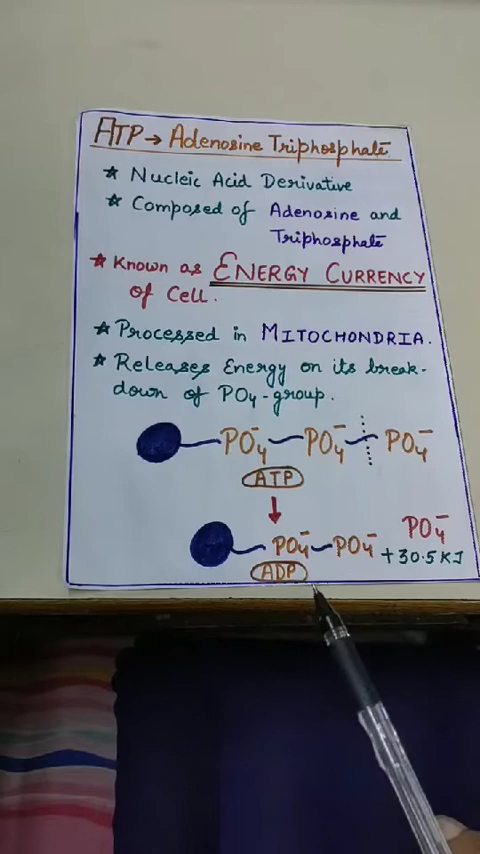 ATP → Adenosine Triphosphate
★ Nucleic Acid Derivative
★ Composed of Adenosine and
Triphosphate
★ Known as ENERGY CURRENCY
of Cell.
★ Processed in MITOCHONDRIA.
★ Releases Energy on its break-
down of PO4-group.
PO4⁻ PO4⁻ PO4⁻
ATP
PO4⁻ PO4⁻ PO4⁻
+30.5KJ
ADP